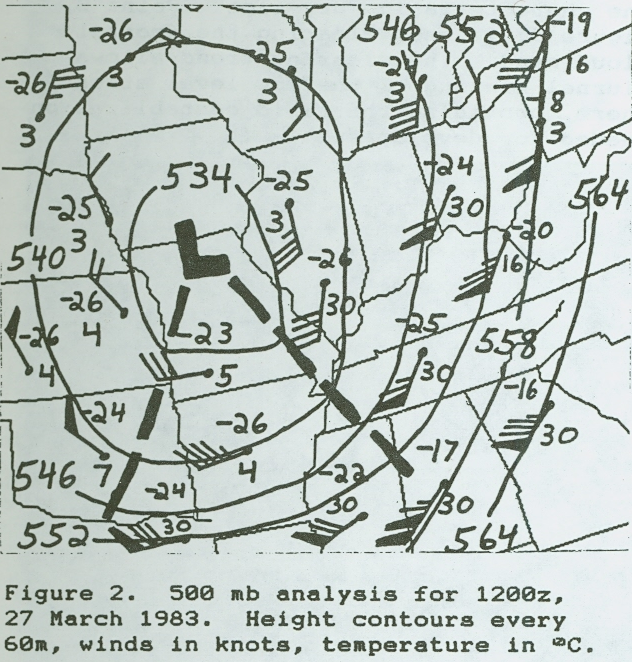 546 552 -19
-26 -25 -24 16
3 3 3
-26 -8
3 3
534 -25 -24 564
-25 3 30 -20
3 16
540 L -26
-26 30
4 -23 -25 558
-26 5 30 -16
4
-24 -26 30
7 4 -17
546 -24 -22 30
552 30 30 564
Figure 2. 500 mb analysis for 1200z,
27 March 1983. Height contours every
60m, winds in knots, temperature in °C.